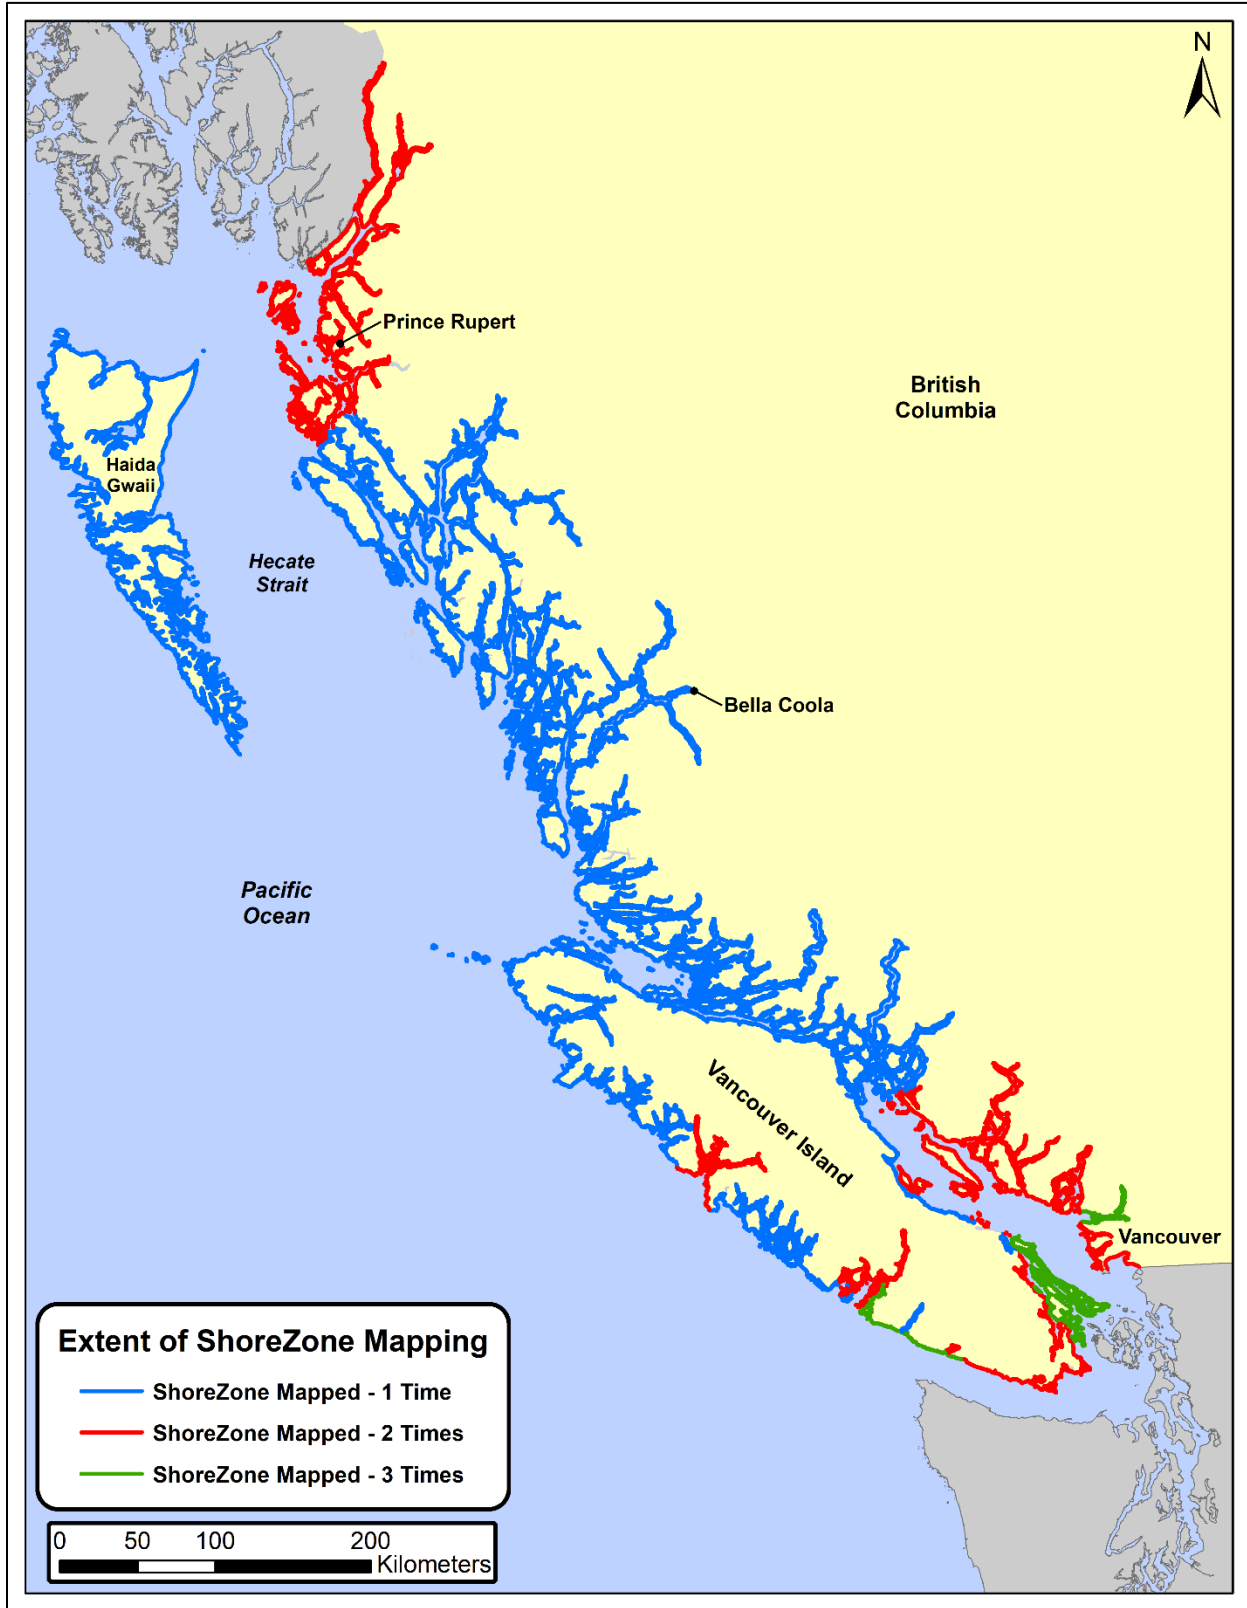 N
Prince Rupert
British
Columbia
Haida
Gwaii
Hecate
Strait
Bella Coola
Pacific
Ocean
Vancouver Island
Vancouver
Extent of ShoreZone Mapping
ShoreZone Mapped - 1 Time
ShoreZone Mapped - 2 Times
ShoreZone Mapped - 3 Times
0 50 100 200
Kilometers